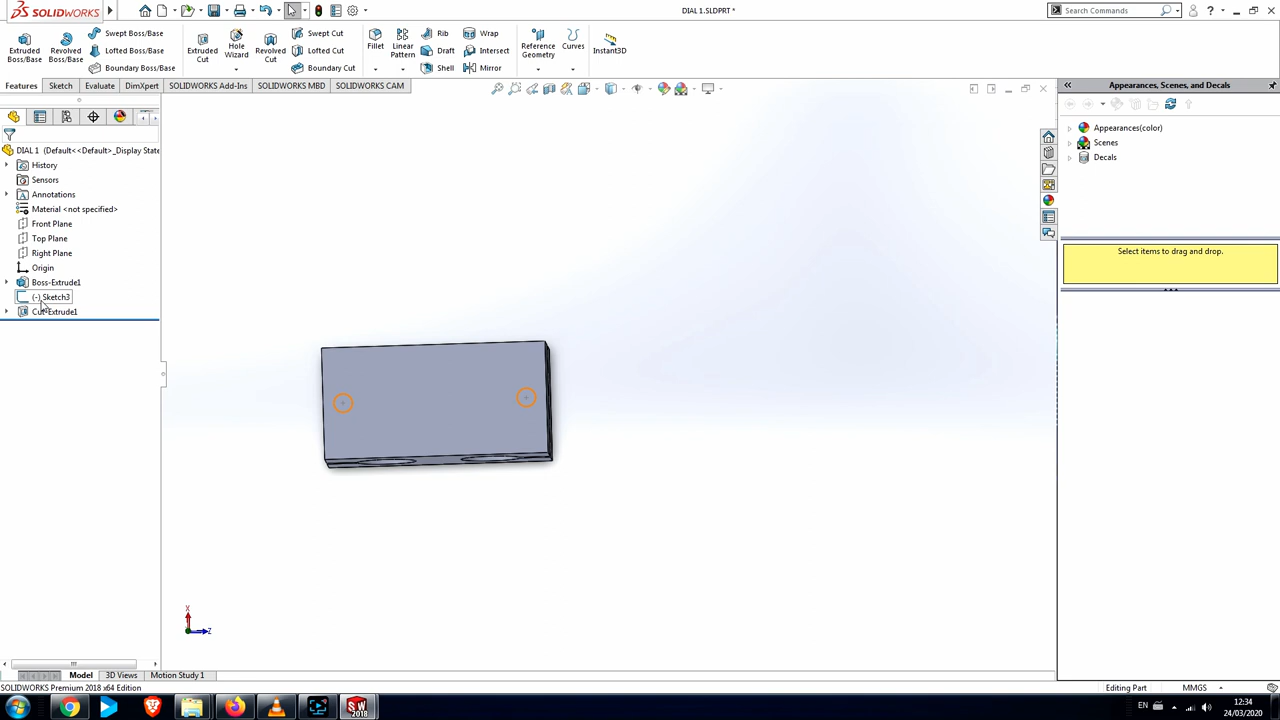 SOLIDWORKS
DIAL 1.SLDPRT *
Search Commands
Extruded Boss/Base
Revolved Boss/Base
Swept Boss/Base
Lofted Boss/Base
Boundary Boss/Base
Extruded Cut
Hole Wizard
Revolved Cut
Swept Cut
Lofted Cut
Boundary Cut
Fillet
Linear Pattern
Rib
Draft
Shell
Wrap
Intersect
Mirror
Reference Geometry
Curves
Instant3D
Features
Sketch
Evaluate
DimXpert
SOLIDWORKS Add-Ins
SOLIDWORKS MBD
SOLIDWORKS CAM
Appearances, Scenes, and Decals
DIAL 1 (Default<<Default>_Display State
History
Sensors
Annotations
Material <not specified>
Front Plane
Top Plane
Right Plane
Origin
Boss-Extrude1
(-) Sketch3
Cut-Extrude1
Appearances(color)
Scenes
Decals
Select items to drag and drop.
X
Z
Model
3D Views
Motion Study 1
SOLIDWORKS Premium 2018 x64 Edition
Editing Part
MMGS
SW
2018
EN
12:34
24/03/2020